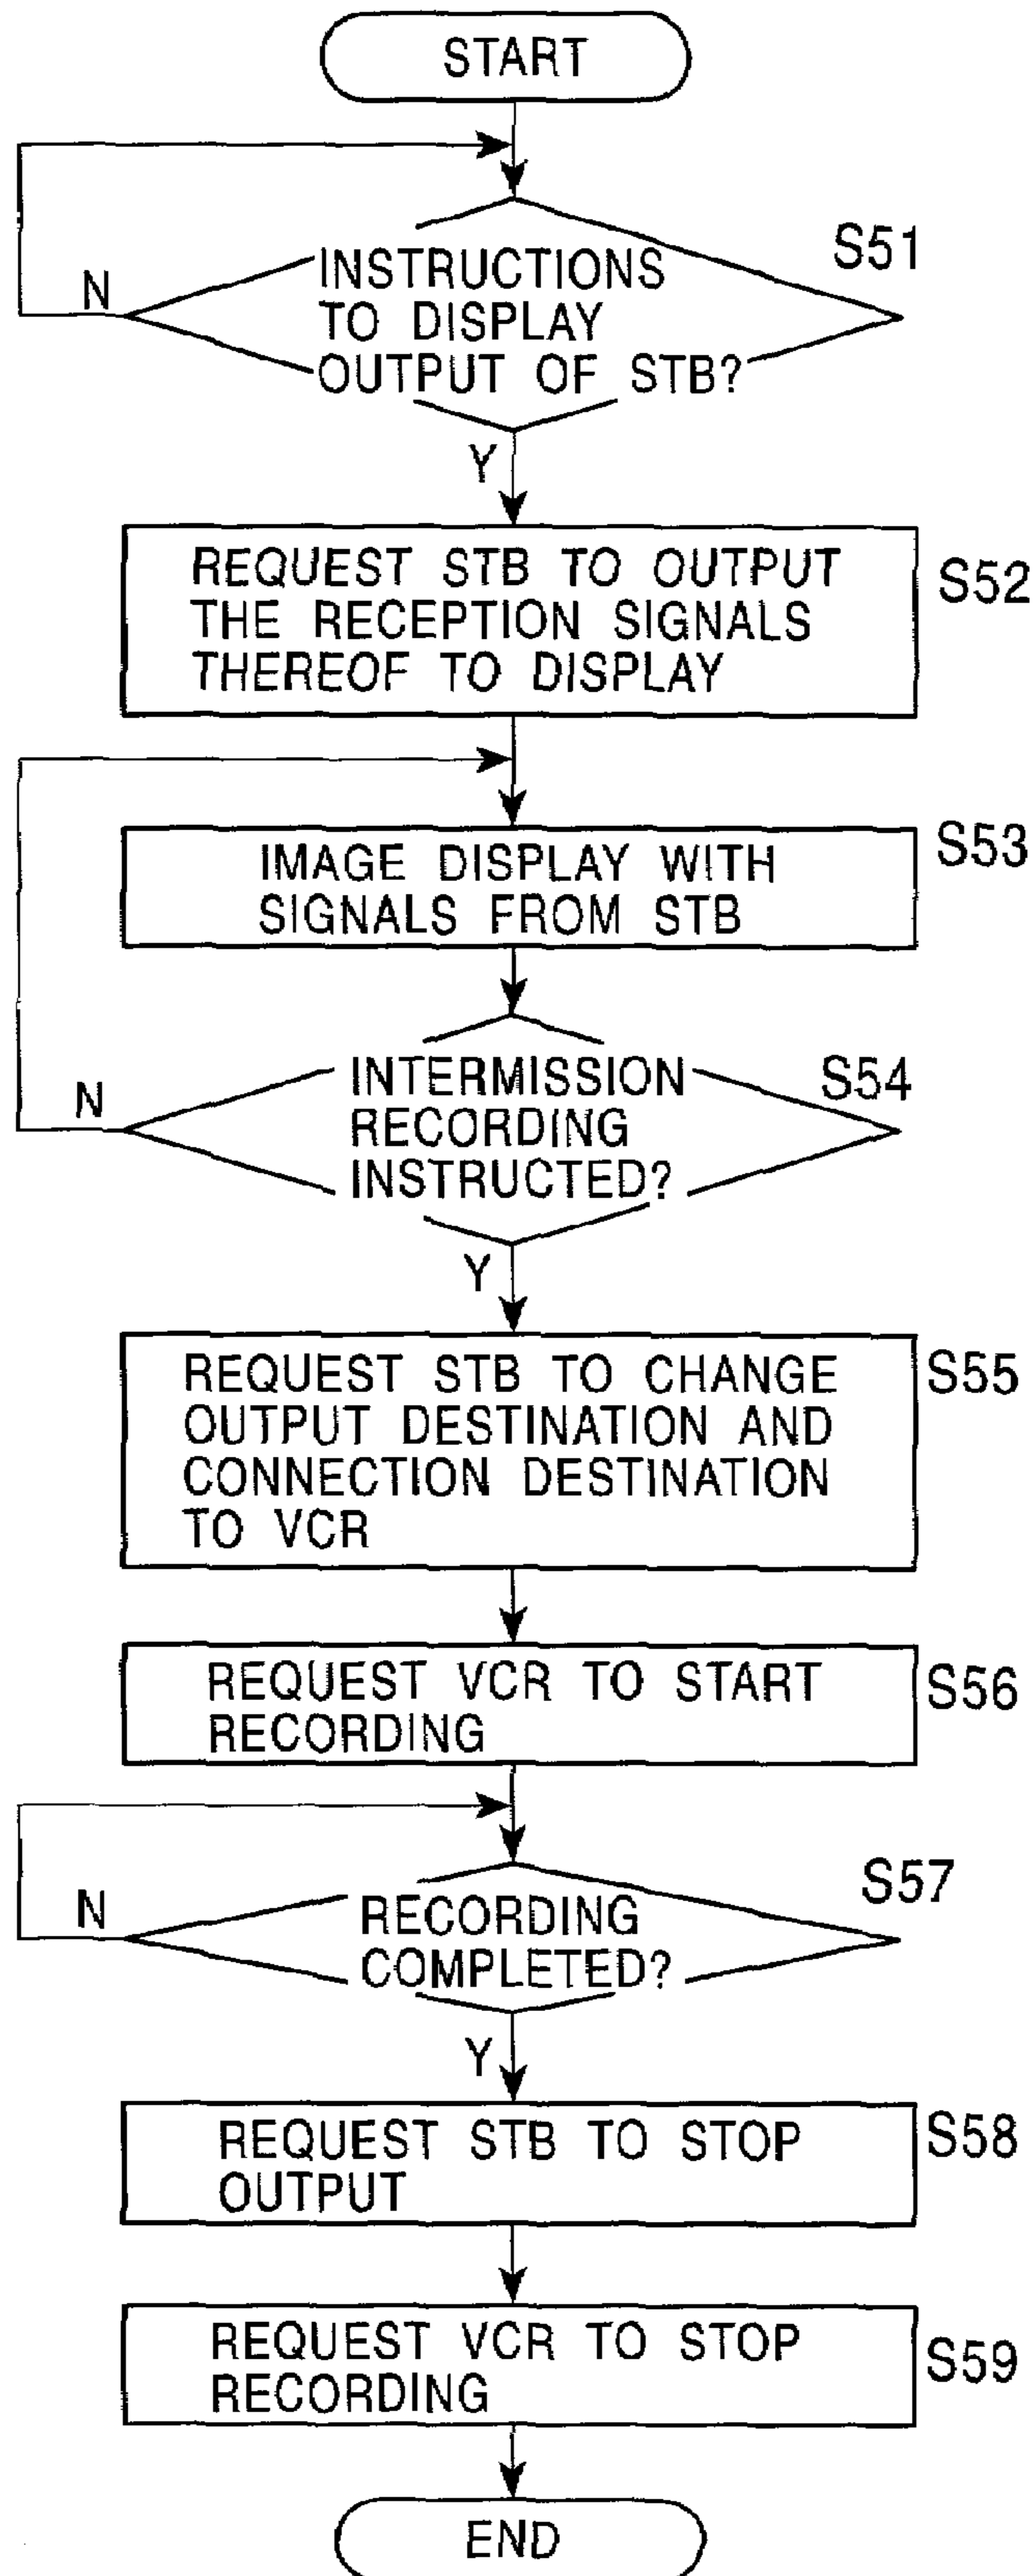 START
S51
N
INSTRUCTIONS
TO DISPLAY
OUTPUT OF STB?
Y
REQUEST STB TO OUTPUT
THE RECEPTION SIGNALS
THEREOF TO DISPLAY
S52
IMAGE DISPLAY WITH
SIGNALS FROM STB
S53
INTERMISSION
RECORDING
INSTRUCTED?
S54
N
Y
REQUEST STB TO CHANGE
OUTPUT DESTINATION AND
CONNECTION DESTINATION
TO VCR
S55
REQUEST VCR TO START
RECORDING
S56
RECORDING
COMPLETED?
S57
N
Y
REQUEST STB TO STOP
OUTPUT
S58
REQUEST VCR TO STOP
RECORDING
S59
END